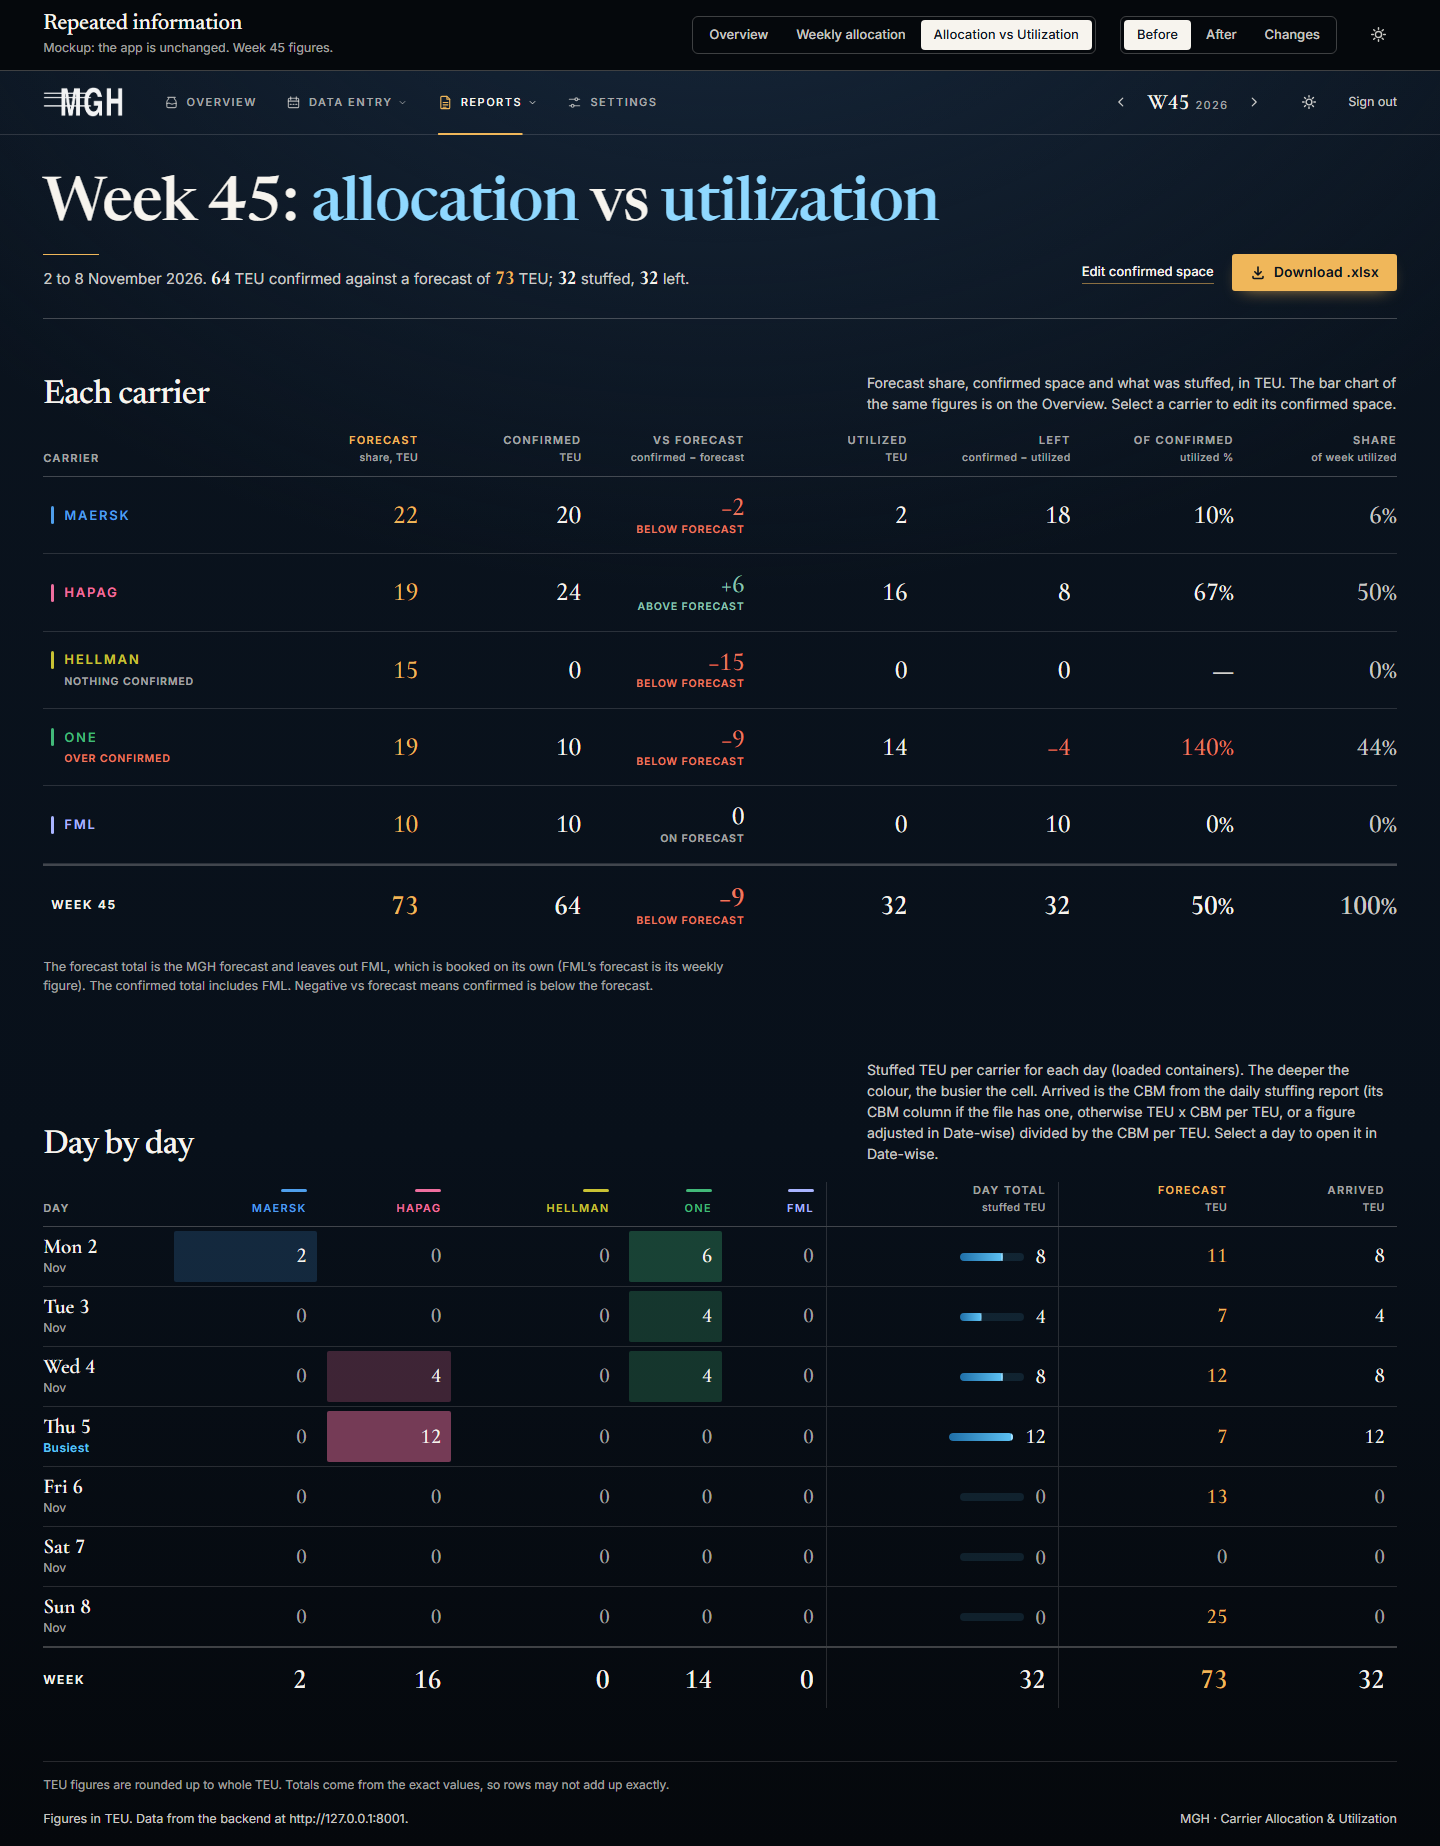 Repeated information
Mockup: the app is unchanged. Week 45 figures.
Overview Weekly allocation Allocation vs Utilization
Before After Changes
MGH OVERVIEW DATA ENTRY REPORTS SETTINGS W45 2026 Sign out
Week 45: allocation vs utilization
2 to 8 November 2026. 64 TEU confirmed against a forecast of 73 TEU; 32 stuffed, 32 left.
Edit confirmed space Download .xlsx
Each carrier
Forecast share, confirmed space and what was stuffed, in TEU. The bar chart of
the same figures is on the Overview. Select a carrier to edit its confirmed space.
FORECAST CONFIRMED VS FORECAST UTILIZED LEFT OF CONFIRMED SHARE
CARRIER share, TEU TEU confirmed − forecast TEU confirmed − utilized utilized % of week utilized
MAERSK 22 20 −2 2 18 10% 6%
BELOW FORECAST
HAPAG 19 24 +6 16 8 67% 50%
ABOVE FORECAST
HELLMAN 15 0 −15 0 0 — 0%
NOTHING CONFIRMED BELOW FORECAST
ONE 19 10 −9 14 −4 140% 44%
OVER CONFIRMED BELOW FORECAST
FML 10 10 0 0 10 0% 0%
ON FORECAST
WEEK 45 73 64 −9 32 32 50% 100%
BELOW FORECAST
The forecast total is the MGH forecast and leaves out FML, which is booked on its own (FML's forecast is its weekly
figure). The confirmed total includes FML. Negative vs forecast means confirmed is below the forecast.
Day by day
Stuffed TEU per carrier for each day (loaded containers). The deeper the
colour, the busier the cell. Arrived is the CBM from the daily stuffing report (its
CBM column if the file has one, otherwise TEU x CBM per TEU, or a figure
adjusted in Date-wise) divided by the CBM per TEU. Select a day to open it in
Date-wise.
DAY TOTAL FORECAST ARRIVED
DAY MAERSK HAPAG HELLMAN ONE FML stuffed TEU TEU TEU
Mon 2 2 0 0 6 0 8 11 8
Nov
Tue 3 0 0 0 4 0 4 7 4
Nov
Wed 4 0 4 0 4 0 8 12 8
Nov
Thu 5 0 12 0 0 0 12 7 12
Busiest
Fri 6 0 0 0 0 0 0 13 0
Nov
Sat 7 0 0 0 0 0 0 0 0
Nov
Sun 8 0 0 0 0 0 0 25 0
Nov
WEEK 2 16 0 14 0 32 73 32
TEU figures are rounded up to whole TEU. Totals come from the exact values, so rows may not add up exactly.
Figures in TEU. Data from the backend at http://127.0.0.1:8001.
MGH · Carrier Allocation & Utilization